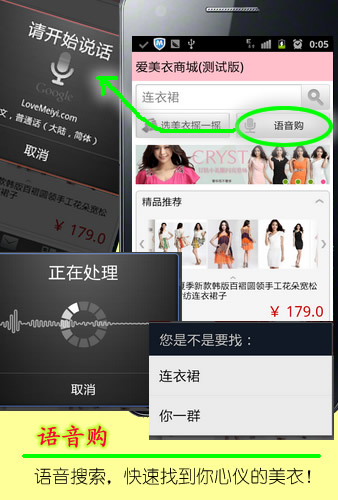 请开始说话
Google
LoveMeiyi.com
文，普通话（大陆，简体）
取消
百褶圆领手工花朵宽松
¥ 179.0
0:05
爱美衣商城(测试版)
连衣裙
选美衣摇一摇
语音购
CRYST
精品推荐
夏季新款韩版百褶圆领手工花朵宽松
纺连衣裙子
¥ 179.0
正在处理
取消
您是不是要找：
连衣裙
你一群
语音购
语音搜索，快速找到你心仪的美衣！